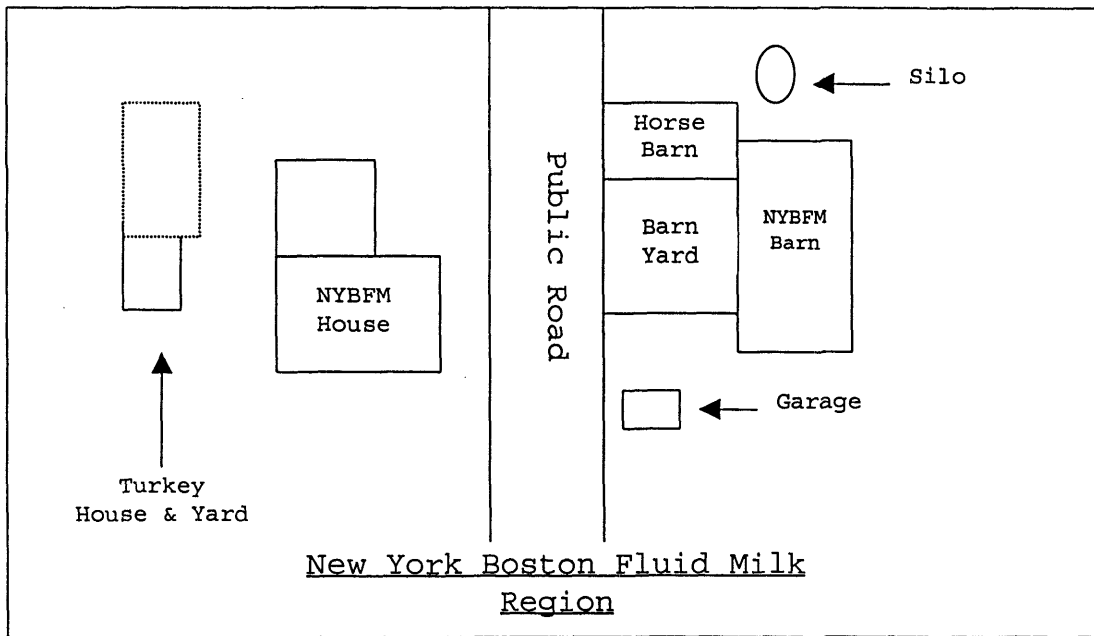 Silo
Horse
Barn
Public Road
NYBFM
Barn
Barn
Yard
NYBFM
House
Garage
Turkey
House & Yard
New York Boston Fluid Milk
Region